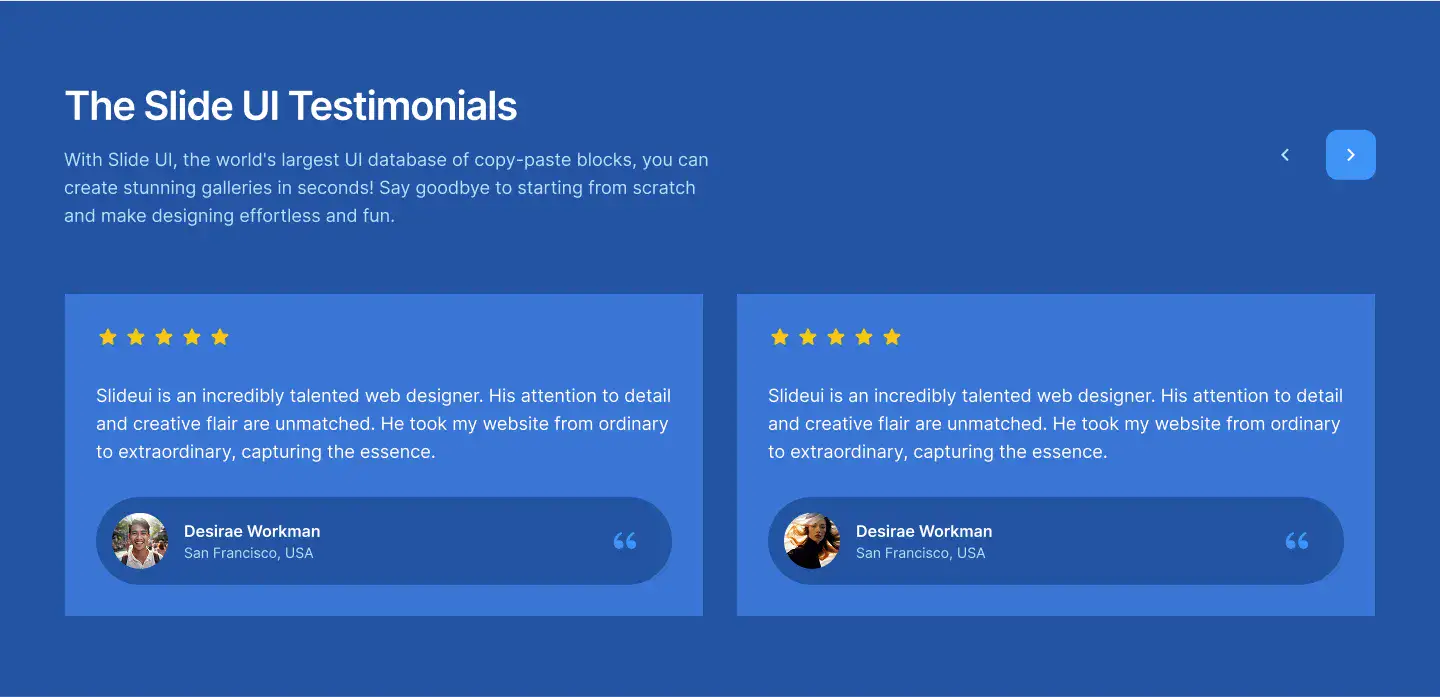 The Slide UI Testimonials
With Slide UI, the world's largest UI database of copy-paste blocks, you can
create stunning galleries in seconds! Say goodbye to starting from scratch
and make designing effortless and fun.
Slideui is an incredibly talented web designer. His attention to detail
and creative flair are unmatched. He took my website from ordinary
to extraordinary, capturing the essence.
Desirae Workman
San Francisco, USA
Slideui is an incredibly talented web designer. His attention to detail
and creative flair are unmatched. He took my website from ordinary
to extraordinary, capturing the essence.
Desirae Workman
San Francisco, USA